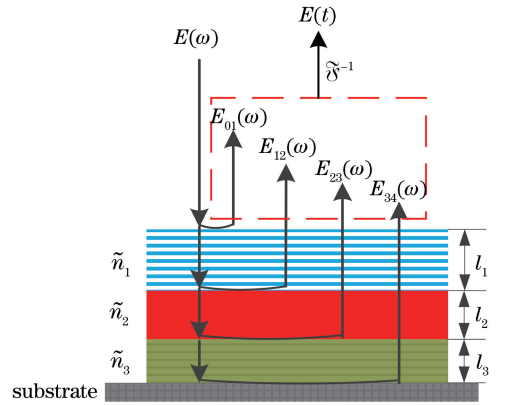 E(t)
E(ω)
𝔉̃⁻¹
E₀₁(ω)
E₁₂(ω)
E₂₃(ω)
E₃₄(ω)
ñ₁
l₁
ñ₂
l₂
ñ₃
l₃
substrate